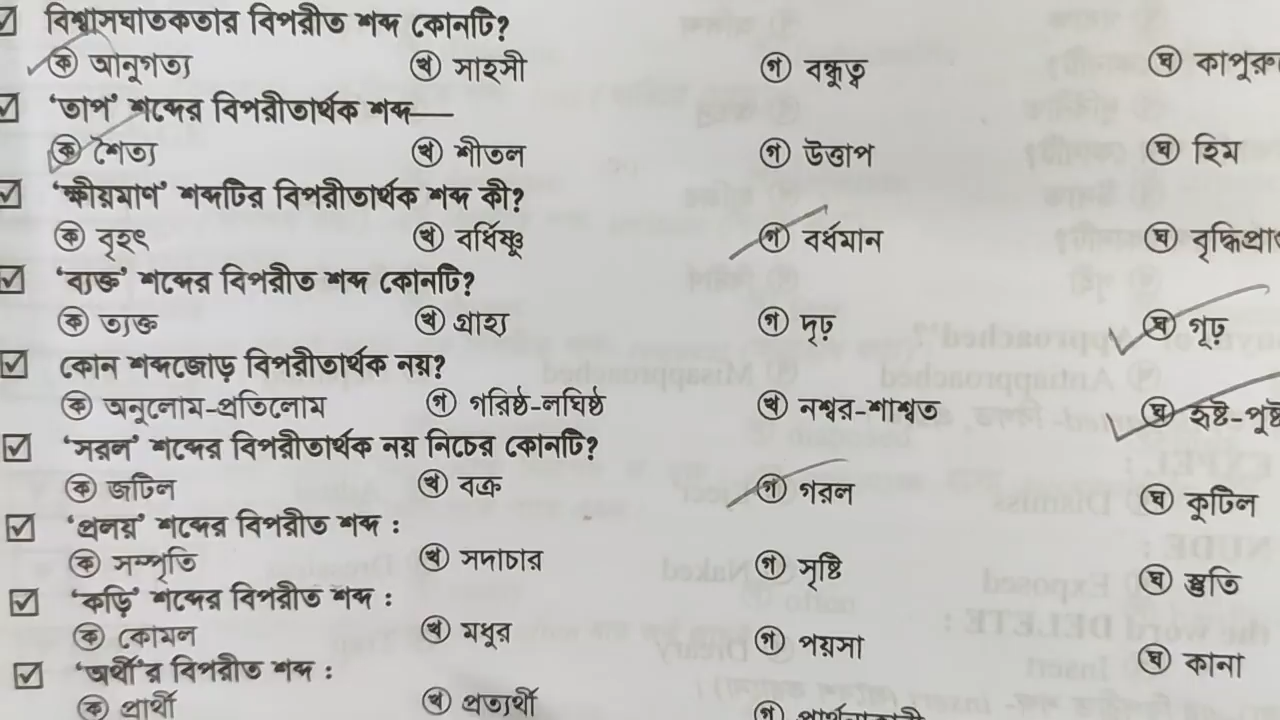 বিশ্বাসঘাতকতার বিপরীত শব্দ কোনটি?
ক আনুগত্য খ সাহসী গ বন্ধুত্ব ঘ
'তাপ' শব্দের বিপরীতার্থক শব্দ—
ক শৈত্য খ শীতল গ উত্তাপ ঘ হিম
'ক্ষীয়মাণ' শব্দটির বিপরীতার্থক শব্দ কী?
ক বৃহৎ খ বর্ধিষ্ণু গ বর্ধমান ঘ
'ব্যক্ত' শব্দের বিপরীত শব্দ কোনটি?
ক ত্যক্ত খ গ্রাহ্য গ দৃঢ় ঘ গূঢ়
কোন শব্দজোড় বিপরীতার্থক নয়?
ক অনুলোম-প্রতিলোম গ গরিষ্ঠ-লঘিষ্ঠ খ নশ্বর-শাশ্বত ঘ হৃষ্ট-পুষ্ট
'সরল' শব্দের বিপরীতার্থক নয় নিচের কোনটি?
ক জটিল খ বক্র গ গরল ঘ কুটিল
'প্রলয়' শব্দের বিপরীত শব্দ :
ক সম্পৃতি খ সদাচার গ সৃষ্টি ঘ স্তুতি
'কড়ি' শব্দের বিপরীত শব্দ :
ক কোমল খ মধুর গ পয়সা ঘ কানা
'অর্থী'র বিপরীত শব্দ :
ক প্রার্থী খ প্রত্যর্থী গ